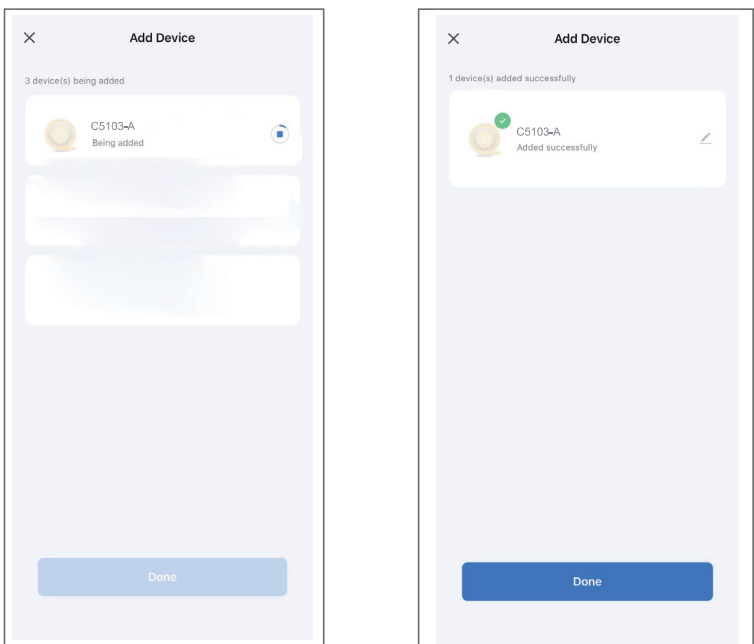 Add Device
3 device(s) being added
C5103-A
Being added
Done
Add Device
1 device(s) added successfully
C5103-A
Added successfully
Done